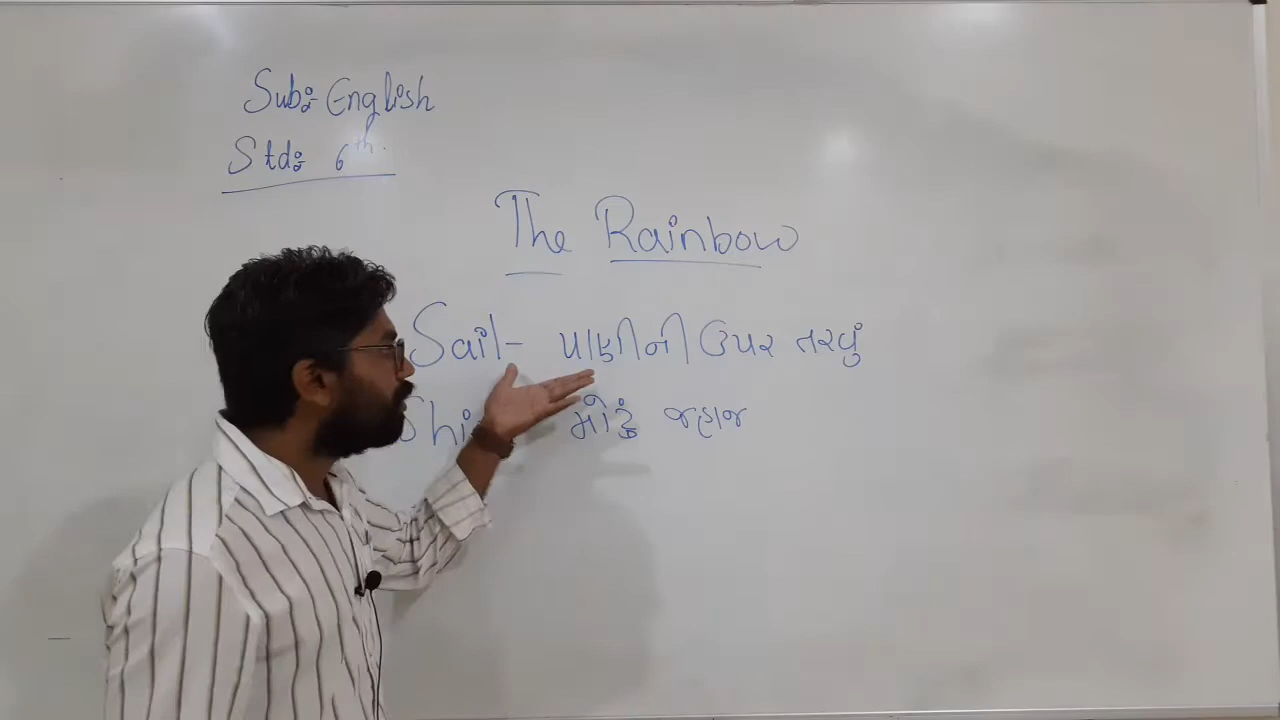 Sub:- English
Std:- 6th.
The Rainbow
Sail - પાણીની ઉપર તરવું
મોટું જહાજ